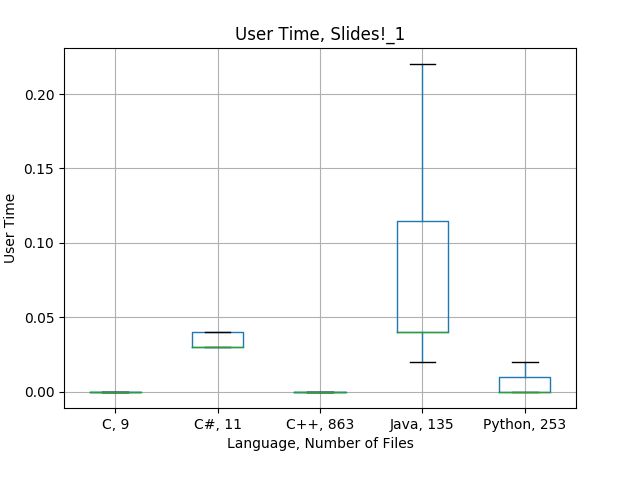 User Time, Slides!_1
User Time
0.20
0.15
0.10
0.05
0.00
C, 9
C#, 11
C++, 863
Java, 135
Python, 253
Language, Number of Files